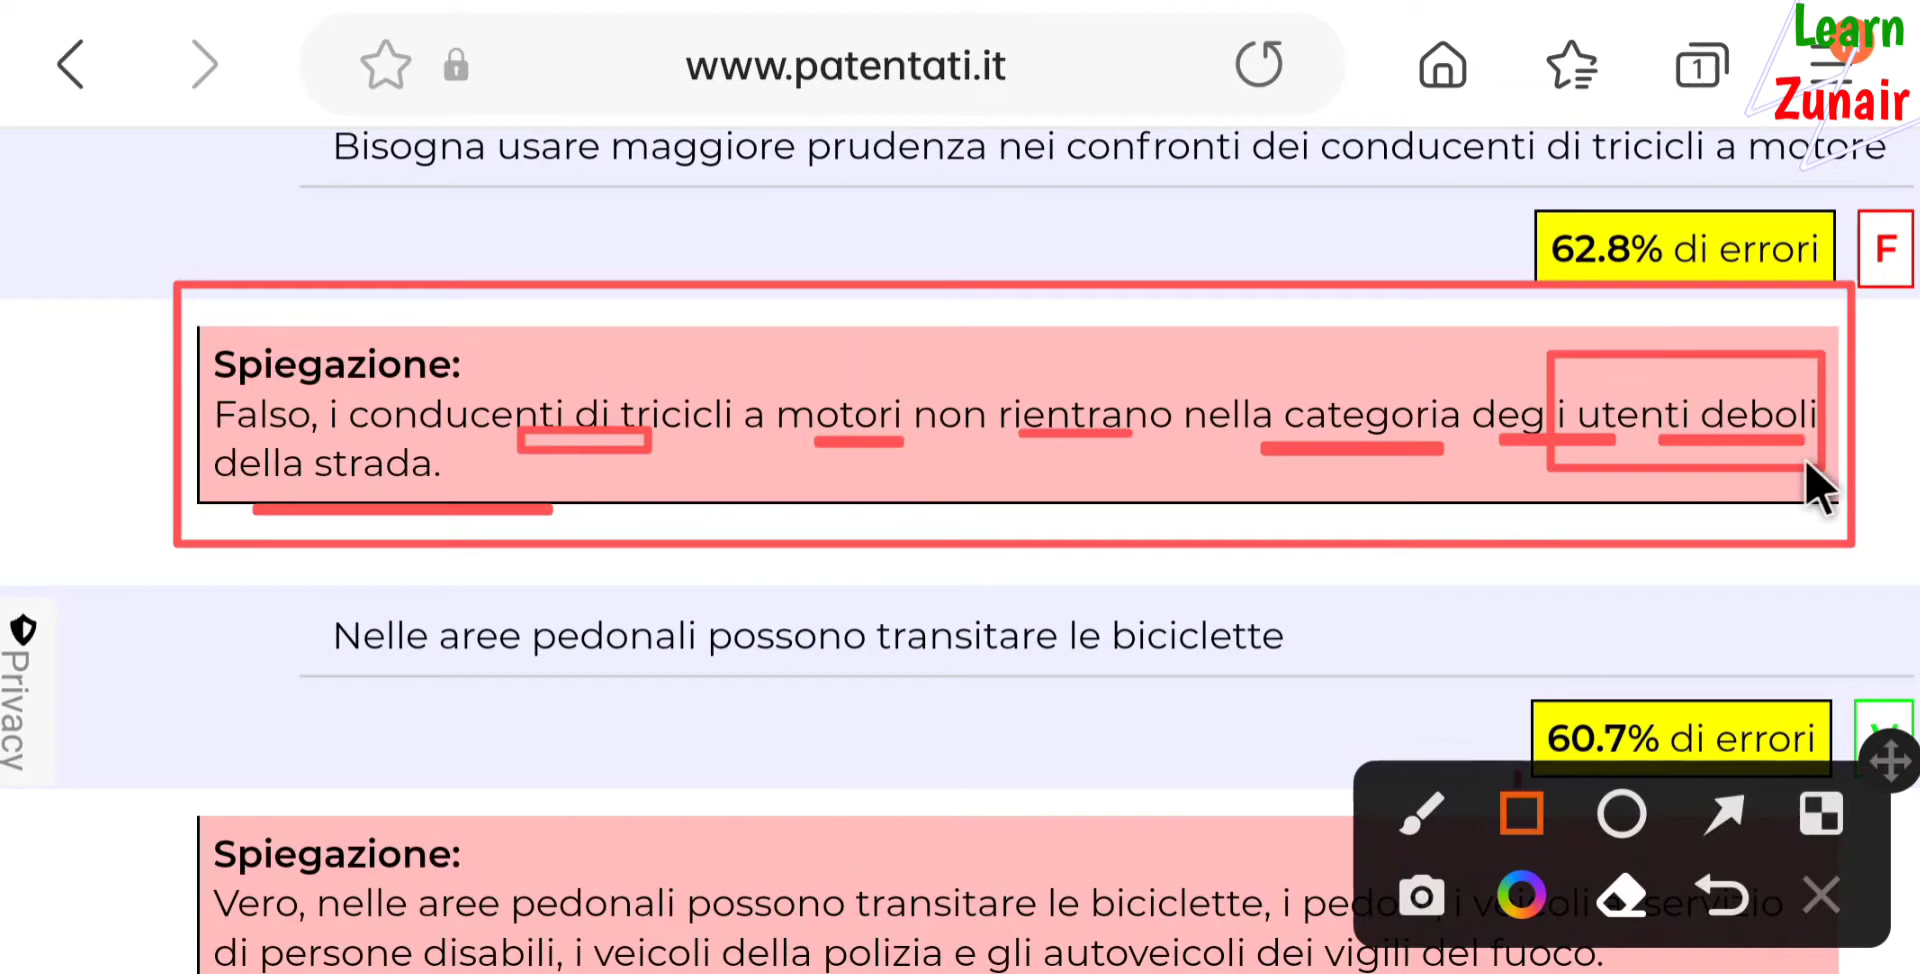 www.patentati.it
1
Learn
Zunair
Bisogna usare maggiore prudenza nei confronti dei conducenti di tricicli a motore
62.8% di errori
F
Spiegazione:
Falso, i conducenti di tricicli a motori non rientrano nella categoria degli utenti deboli
della strada.
Privacy
Nelle aree pedonali possono transitare le biciclette
60.7% di errori
Spiegazione:
Vero, nelle aree pedonali possono transitare le biciclette, i pedoni, i veicoli a servizio
di persone disabili, i veicoli della polizia e gli autoveicoli dei vigili del fuoco.